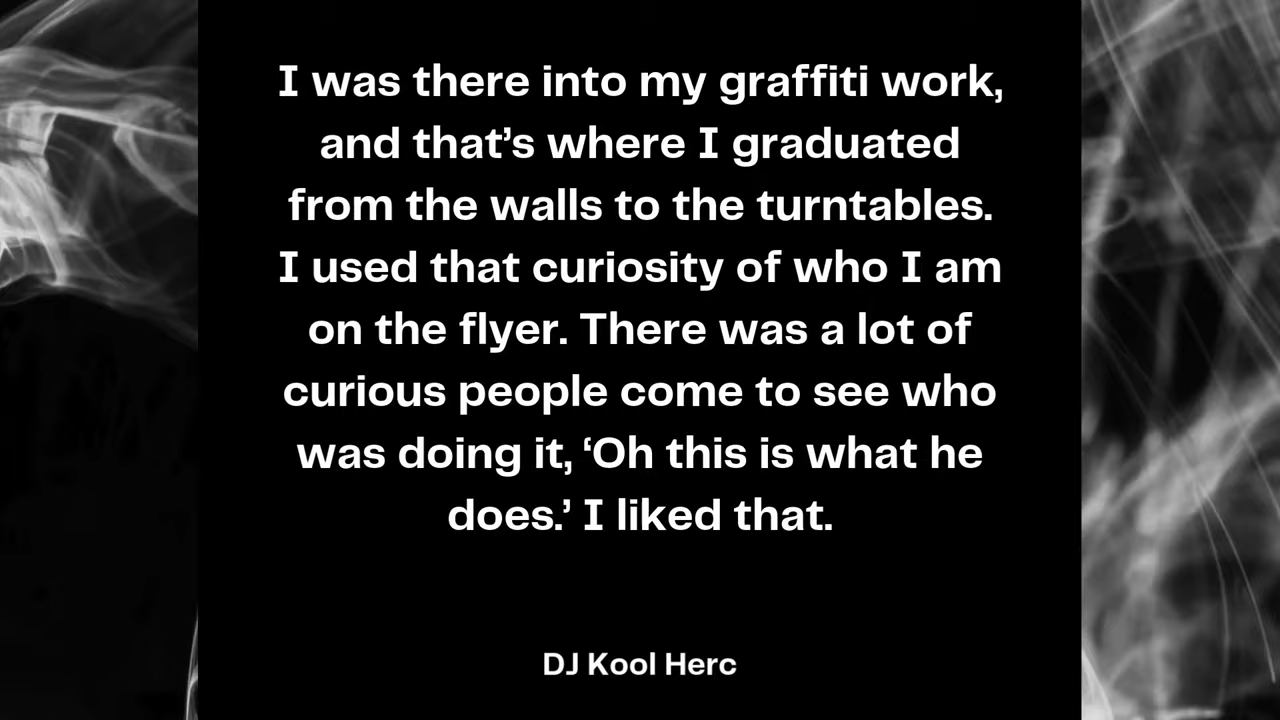 I was there into my graffiti work,
and that’s where I graduated
from the walls to the turntables.
I used that curiosity of who I am
on the flyer. There was a lot of
curious people come to see who
was doing it, ‘Oh this is what he
does.’ I liked that.
DJ Kool Herc